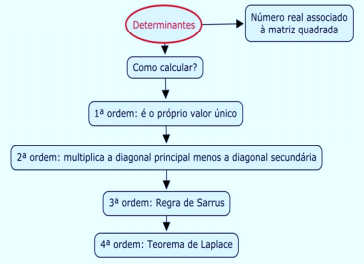 Determinantes
Número real associado
à matriz quadrada
Como calcular?
1ª ordem: é o próprio valor único
2ª ordem: multiplica a diagonal principal menos a diagonal secundária
3ª ordem: Regra de Sarrus
4ª ordem: Teorema de Laplace